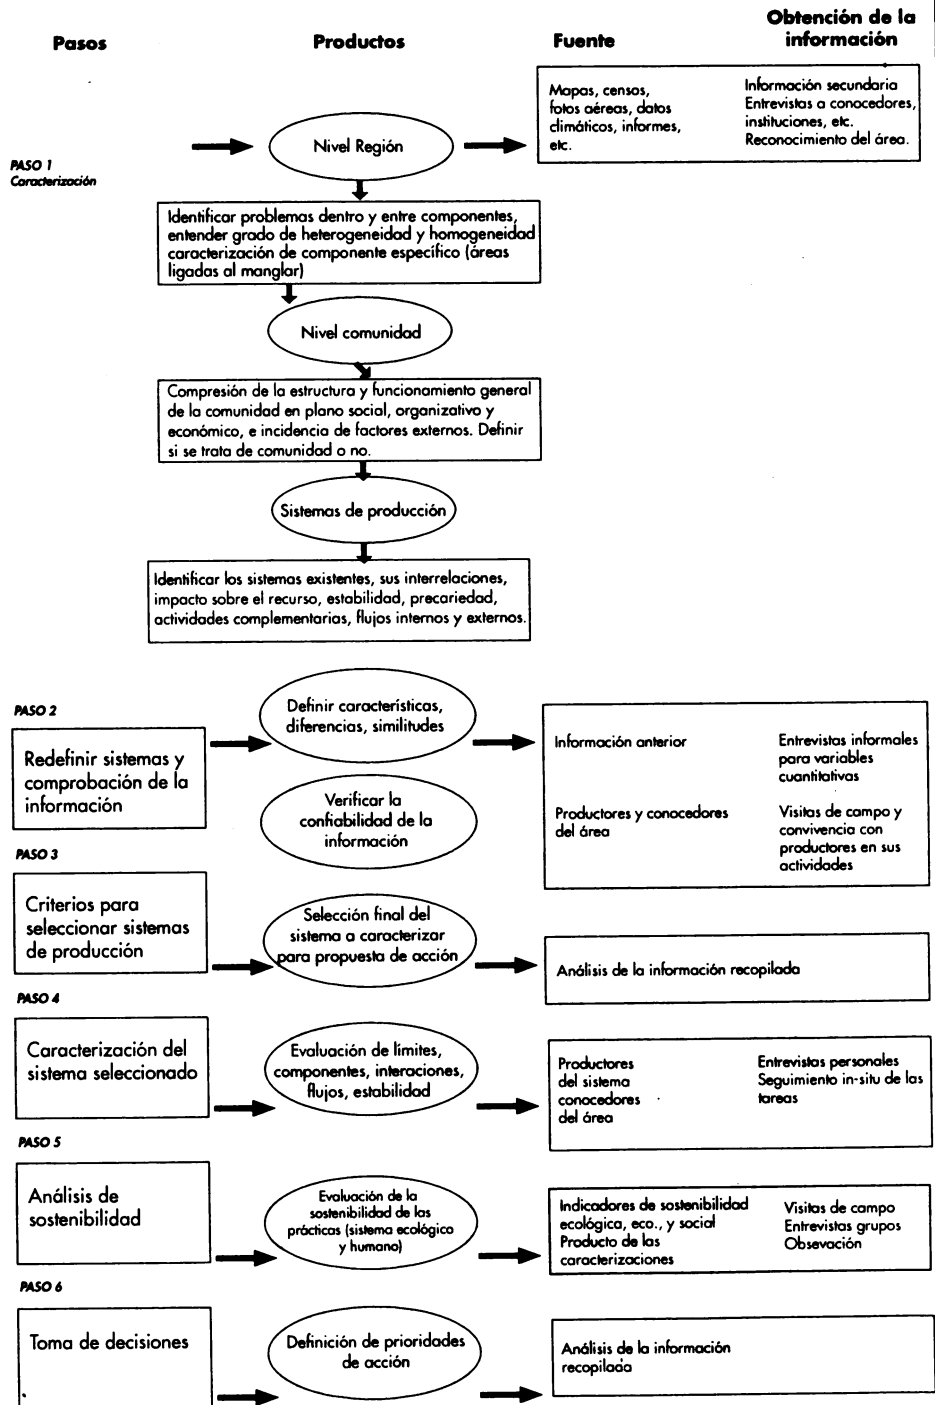 Pasos
Productos
Fuente
Obtención de la
información
Mapas, censos,
fotos aéreas, datos
climáticos, informes,
etc.
Información secundaria
Entrevistas a conocedores,
instituciones, etc.
Reconocimiento del área.
Nivel Región
PASO 1
Caracterización
Identificar problemas dentro y entre componentes,
entender grado de heterogeneidad y homogeneidad
caracterización de componente específico (áreas
ligadas al manglar)
Nivel comunidad
Compresión de la estructura y funcionamiento general
de la comunidad en plano social, organizativo y
económico, e incidencia de factores externos. Definir
si se trata de comunidad o no.
Sistemas de producción
Identificar los sistemas existentes, sus interrelaciones,
impacto sobre el recurso, estabilidad, precariedad,
actividades complementarias, flujos internos y externos.
PASO 2
Redefinir sistemas y
comprobación de la
información
Definir características,
diferencias, similitudes
Verificar la
confiabilidad de la
información
Información anterior
Entrevistas informales
para variables
cuantitativas
Productores y conocedores
del área
Visitas de campo y
convivencia con
productores en sus
actividades
PASO 3
Criterios para
seleccionar sistemas
de producción
Selección final del
sistema a caracterizar
para propuesta de acción
Análisis de la información recopilada
PASO 4
Caracterización del
sistema seleccionado
Evaluación de límites,
componentes, interaciones,
flujos, estabilidad
Productores
del sistema
conocedores
del área
Entrevistas personales
Seguimiento in-situ de las
tareas
PASO 5
Análisis de
sostenibilidad
Evaluación de la
sostenibilidad de las
prácticas (sistema ecológico
y humano)
Indicadores de sostenibilidad
ecológica, eco., y social
Producto de las
caracterizaciones
Visitas de campo
Entrevistas grupos
Obsevación
PASO 6
Toma de decisiones
Definición de prioridades
de acción
Análisis de la información
recopilada